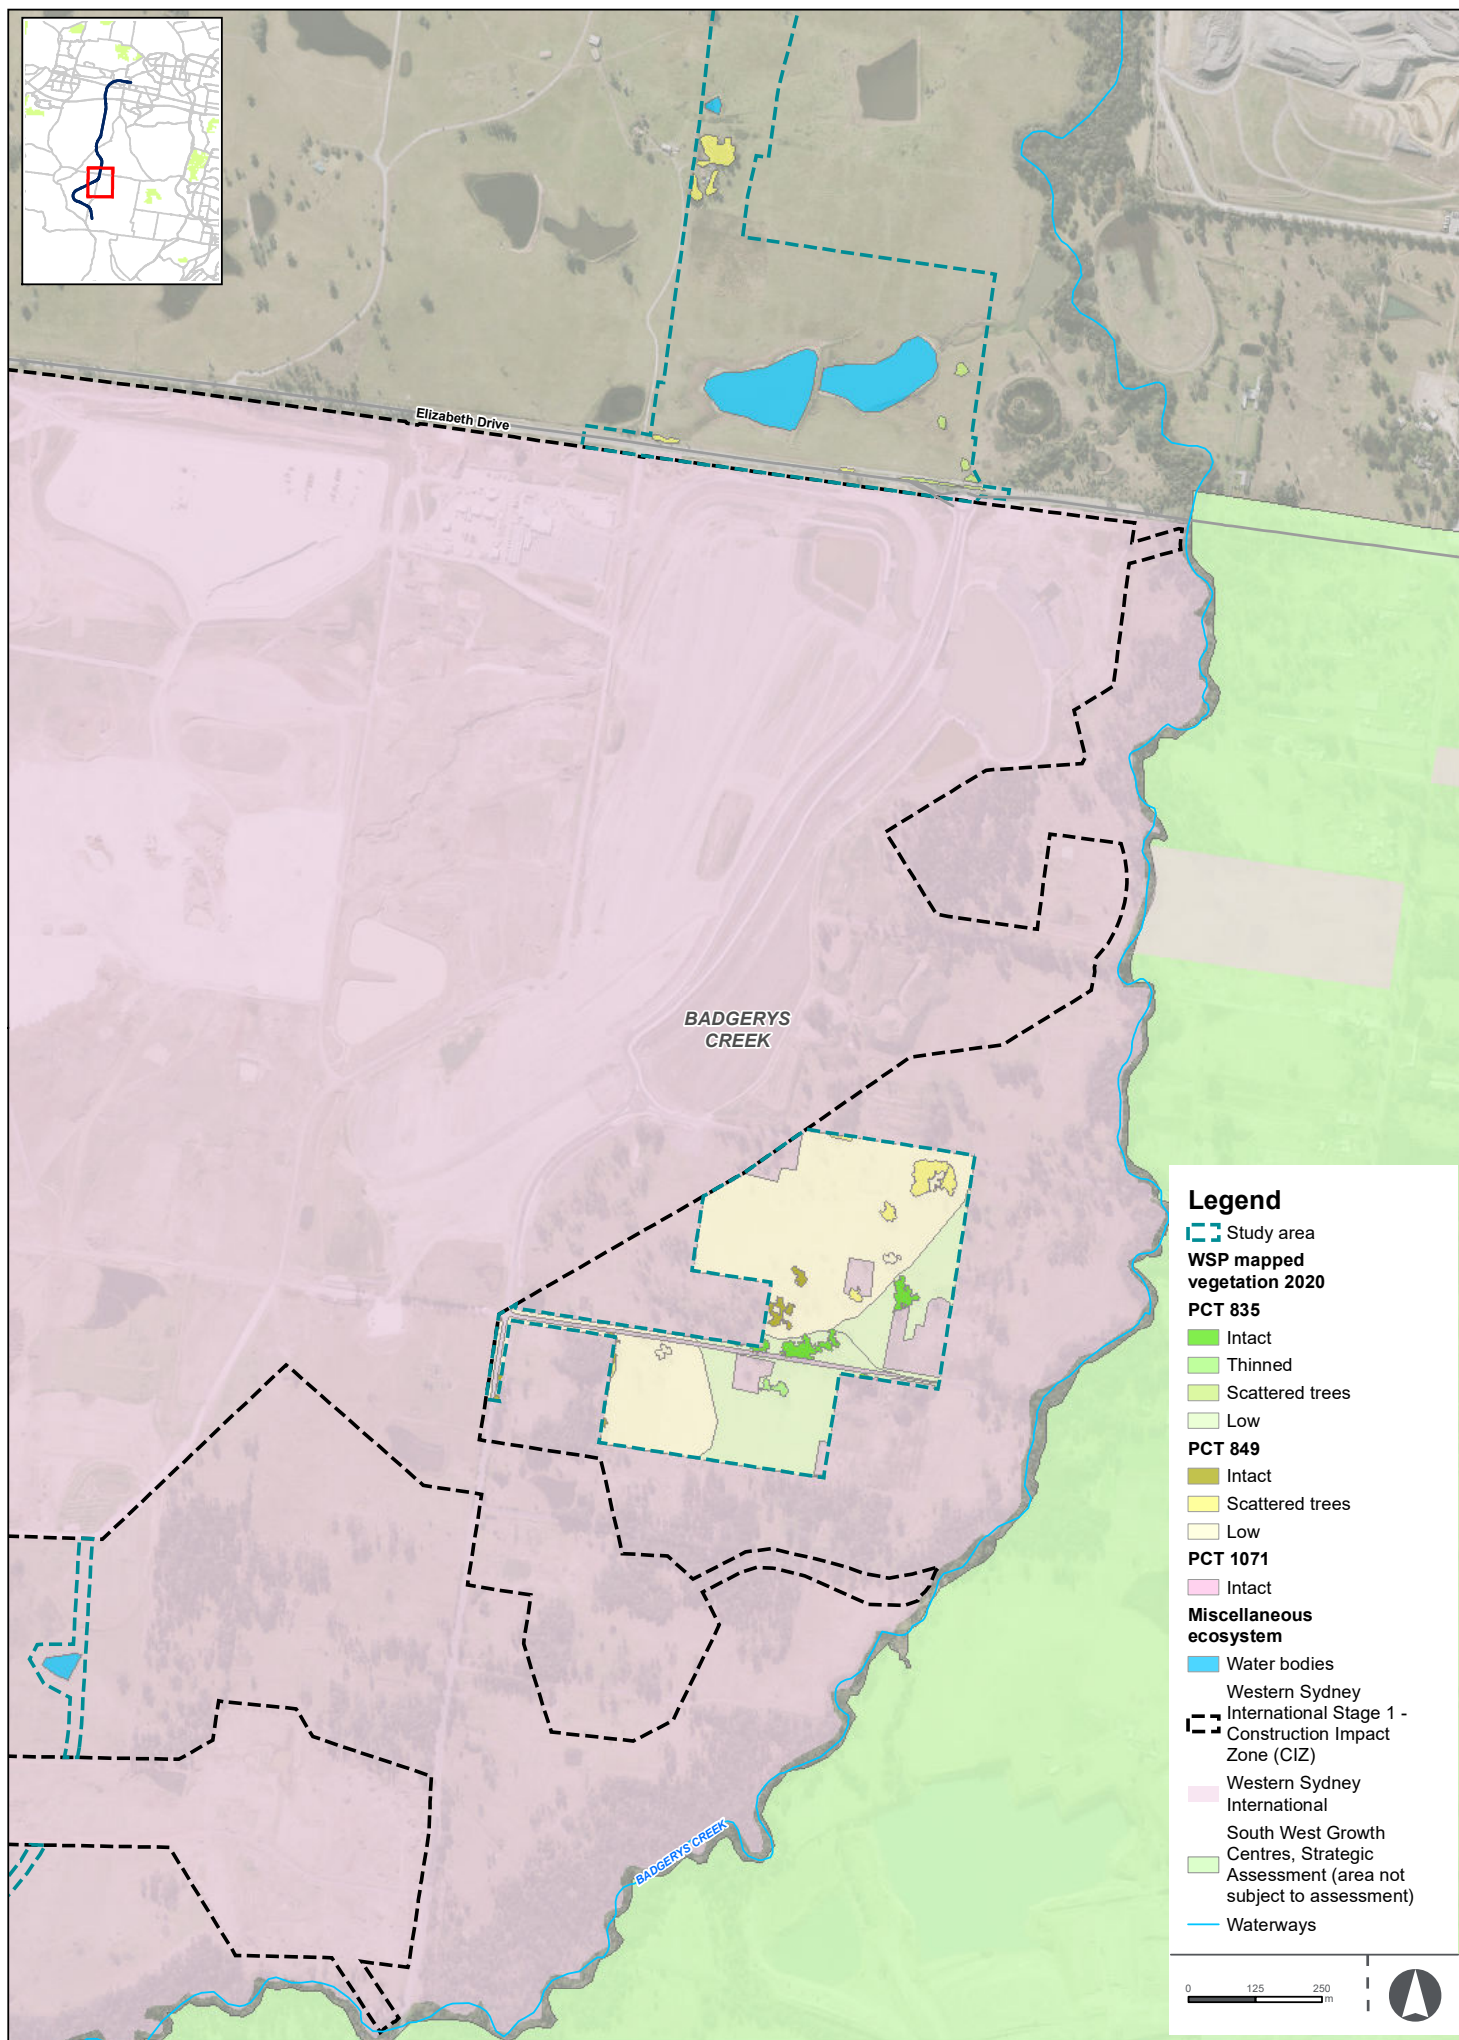 Elizabeth Drive
BADGERYS
CREEK
BADGERYS CREEK
Legend
Study area
WSP mapped
vegetation 2020
PCT 835
Intact
Thinned
Scattered trees
Low
PCT 849
Intact
Scattered trees
Low
PCT 1071
Intact
Miscellaneous
ecosystem
Water bodies
Western Sydney
International Stage 1 -
Construction Impact
Zone (CIZ)
Western Sydney
International
South West Growth
Centres, Strategic
Assessment (area not
subject to assessment)
Waterways
0 125 250
m